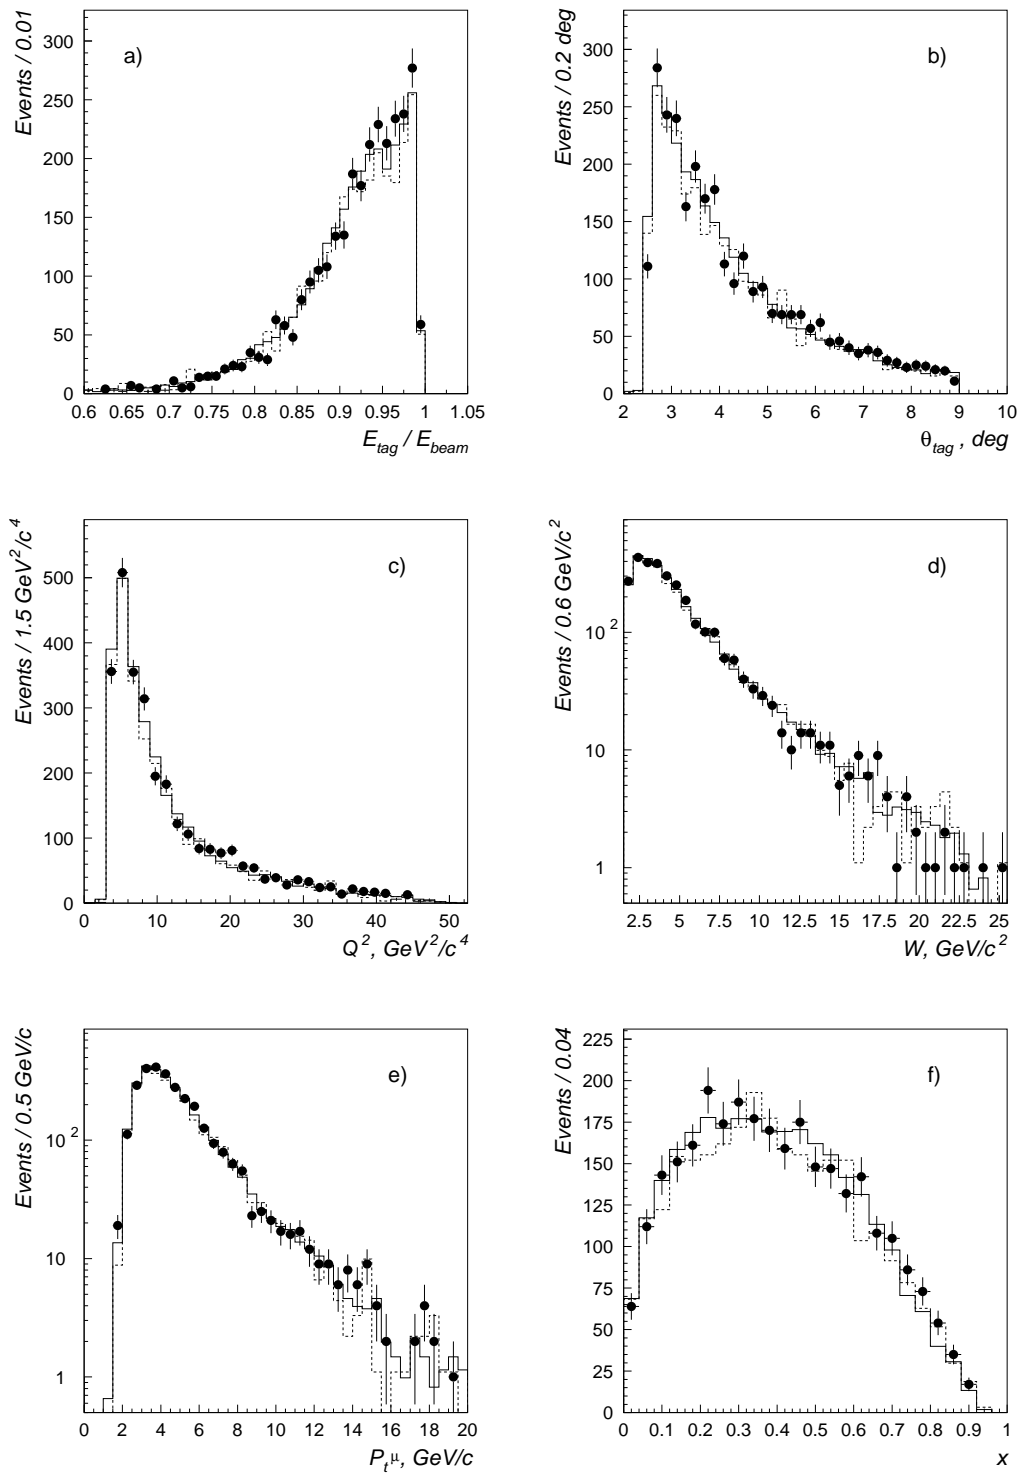 Events / 0.01
a)
300
250
200
150
100
50
0
0.6 0.65 0.7 0.75 0.8 0.85 0.9 0.95 1 1.05
E_tag / E_beam
Events / 0.2 deg
b)
300
250
200
150
100
50
0
2 3 4 5 6 7 8 9 10
θ_tag , deg
Events / 1.5 GeV²/c⁴
c)
500
400
300
200
100
0
0 10 20 30 40 50
Q², GeV²/c⁴
Events / 0.6 GeV/c²
d)
10²
10
1
2.5 5 7.5 10 12.5 15 17.5 20 22.5 25
W, GeV/c²
Events / 0.5 GeV/c
e)
10²
10
1
0 2 4 6 8 10 12 14 16 18 20
P_t^μ, GeV/c
Events / 0.04
f)
225
200
175
150
125
100
75
50
25
0
0 0.1 0.2 0.3 0.4 0.5 0.6 0.7 0.8 0.9 1
x